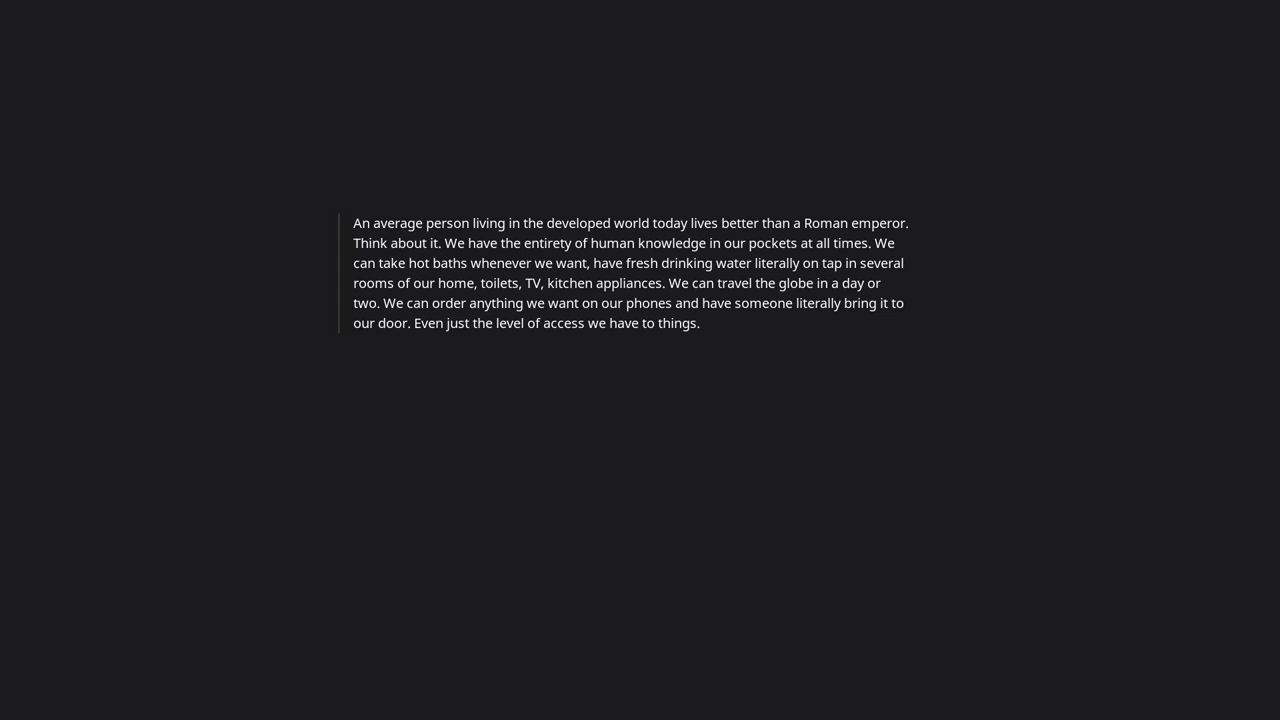 An average person living in the developed world today lives better than a Roman emperor.
Think about it. We have the entirety of human knowledge in our pockets at all times. We
can take hot baths whenever we want, have fresh drinking water literally on tap in several
rooms of our home, toilets, TV, kitchen appliances. We can travel the globe in a day or
two. We can order anything we want on our phones and have someone literally bring it to
our door. Even just the level of access we have to things.